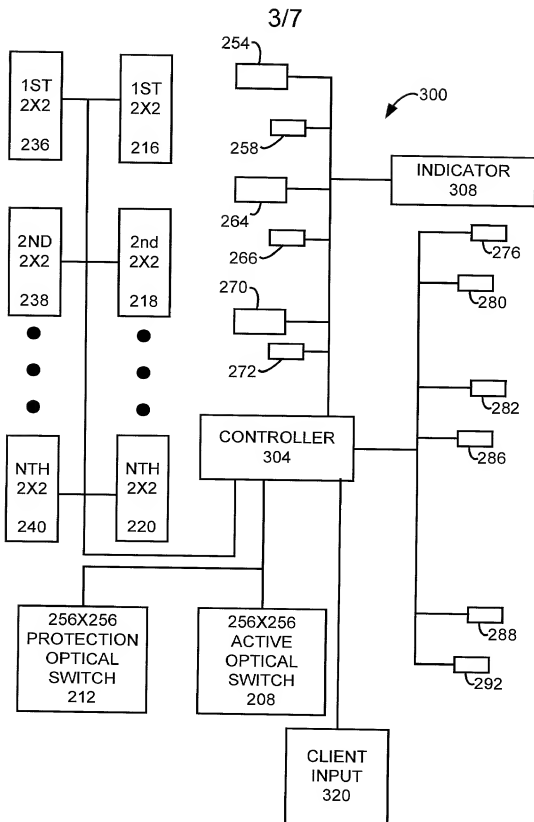 3/7
254
1ST
2X2
236
1ST
2X2
216
300
258
INDICATOR
308
264
2ND
2X2
238
2nd
2X2
218
266
276
280
270
272
282
CONTROLLER
304
286
NTH
2X2
240
NTH
2X2
220
256X256
PROTECTION
OPTICAL
SWITCH
212
256X256
ACTIVE
OPTICAL
SWITCH
208
288
292
CLIENT
INPUT
320